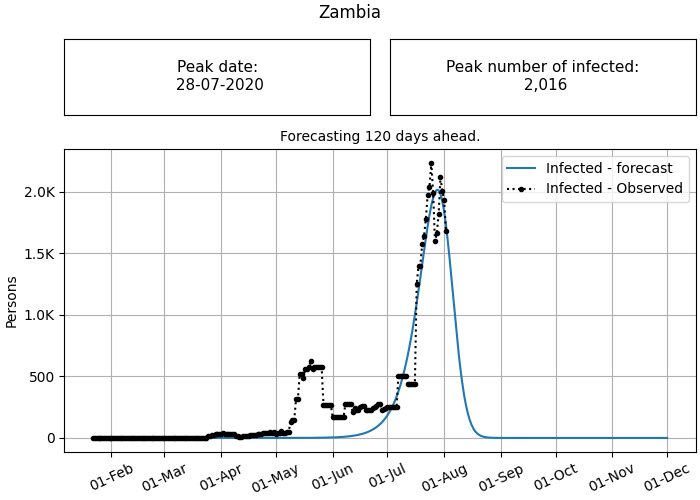 Zambia
Peak date:
28-07-2020
Peak number of infected:
2,016
Forecasting 120 days ahead.
Infected - forecast
Infected - Observed
Persons
2.0K
1.5K
1.0K
500
0
01-Feb
01-Mar
01-Apr
01-May
01-Jun
01-Jul
01-Aug
01-Sep
01-Oct
01-Nov
01-Dec